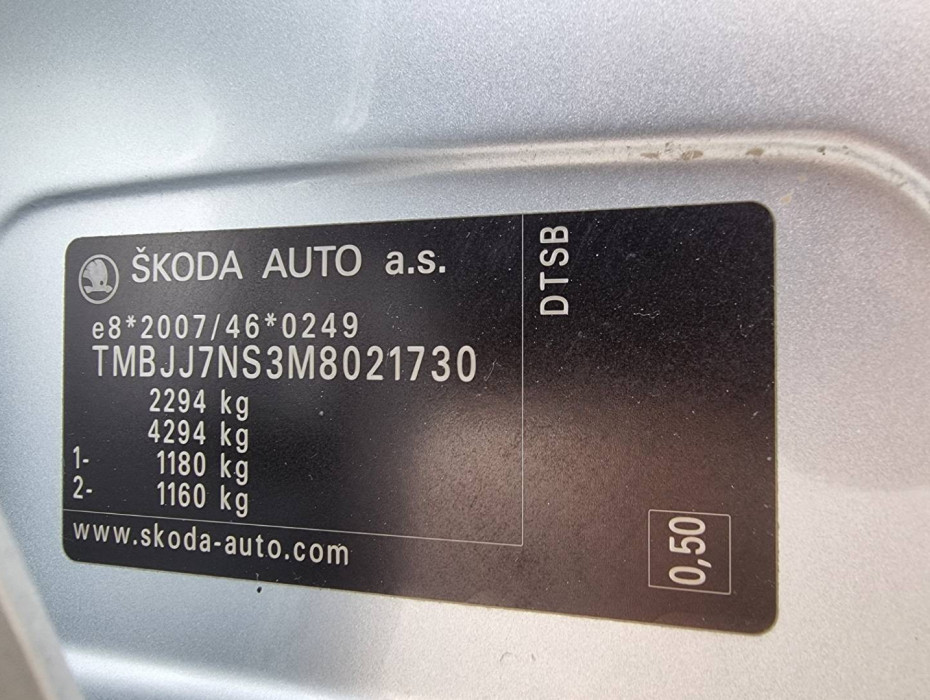 ŠKODA AUTO a.s.
e8*2007/46*0249
TMBJJ7NS3M8021730
2294 kg
4294 kg
1- 1180 kg
2- 1160 kg
www.skoda-auto.com
DTSB
0,50